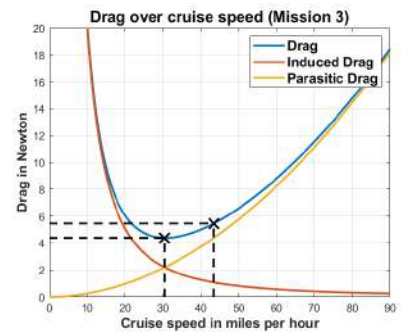 Drag over cruise speed (Mission 3)
20
18
16
14
12
10
8
6
4
2
0
Drag in Newton
Drag
Induced Drag
Parasitic Drag
0 10 20 30 40 50 60 70 80 90
Cruise speed in miles per hour